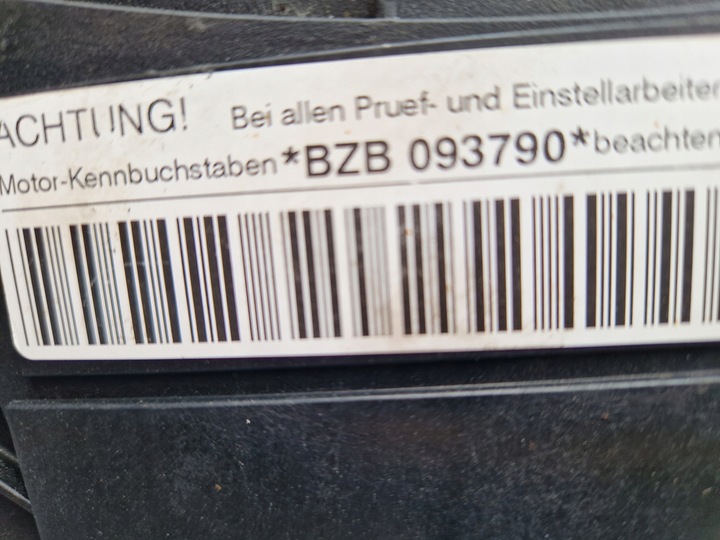 ACHTUNG! Bei allen Pruef- und Einstellarbeiten
Motor-Kennbuchstaben *BZB 093790* beachten